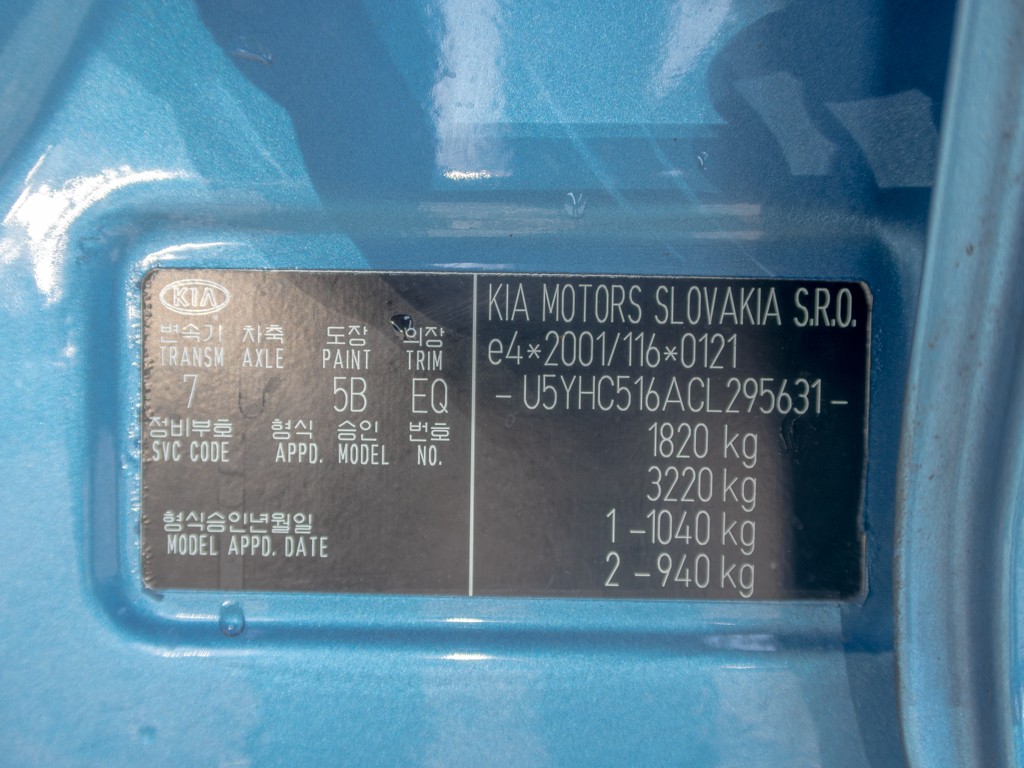 KIA
변속기 차축 도장 의장
TRANSM AXLE PAINT TRIM
7 5B EQ
정비부호 형식 승인 번호
SVC CODE APPD. MODEL NO.
형식승인년월일
MODEL APPD. DATE
KIA MOTORS SLOVAKIA S.R.O.
e4*2001/116*0121
- U5YHC516ACL295631 -
1820 kg
3220 kg
1 -1040 kg
2 -940 kg